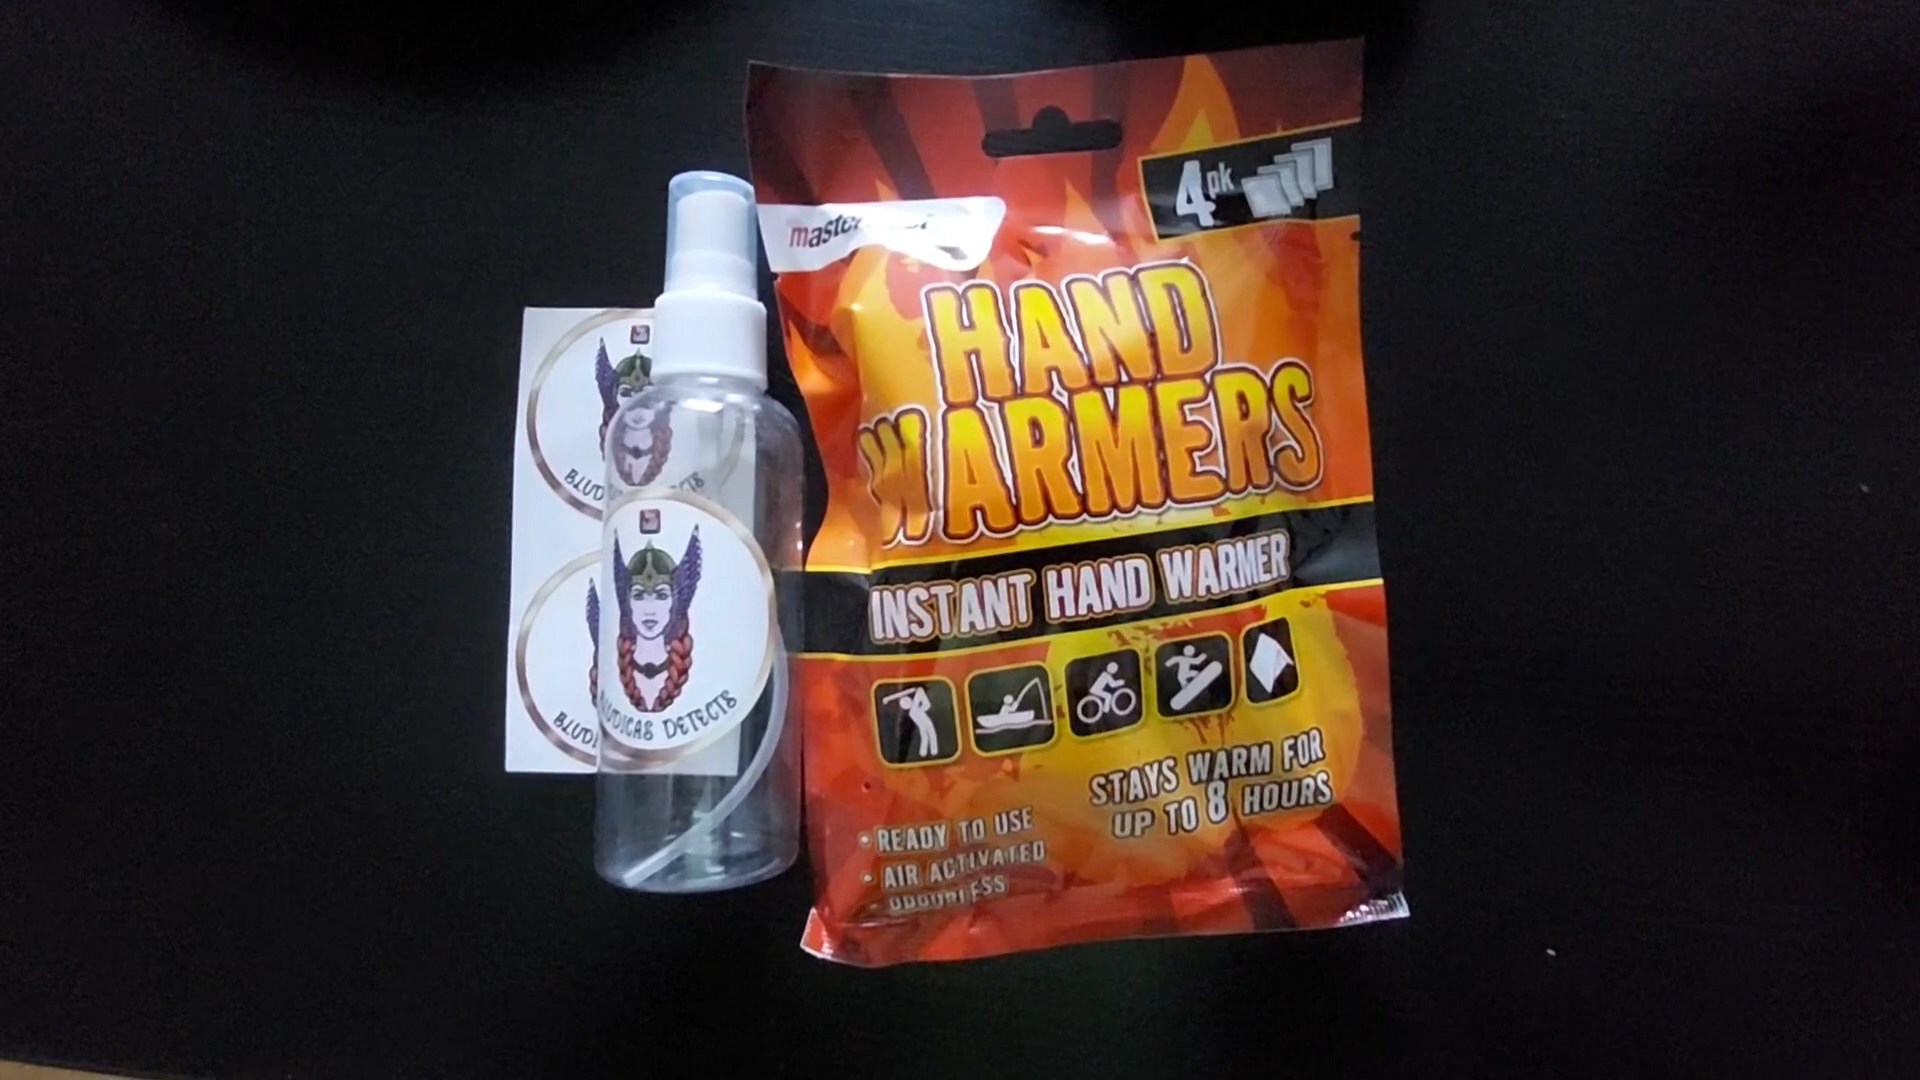 4pk
HAND
WARMERS
INSTANT HAND WARMER
STAYS WARM FOR
UP TO 8 HOURS
• READY TO USE
• AIR ACTIVATED
• ODOURLESS
BLUDICAS DETECTS